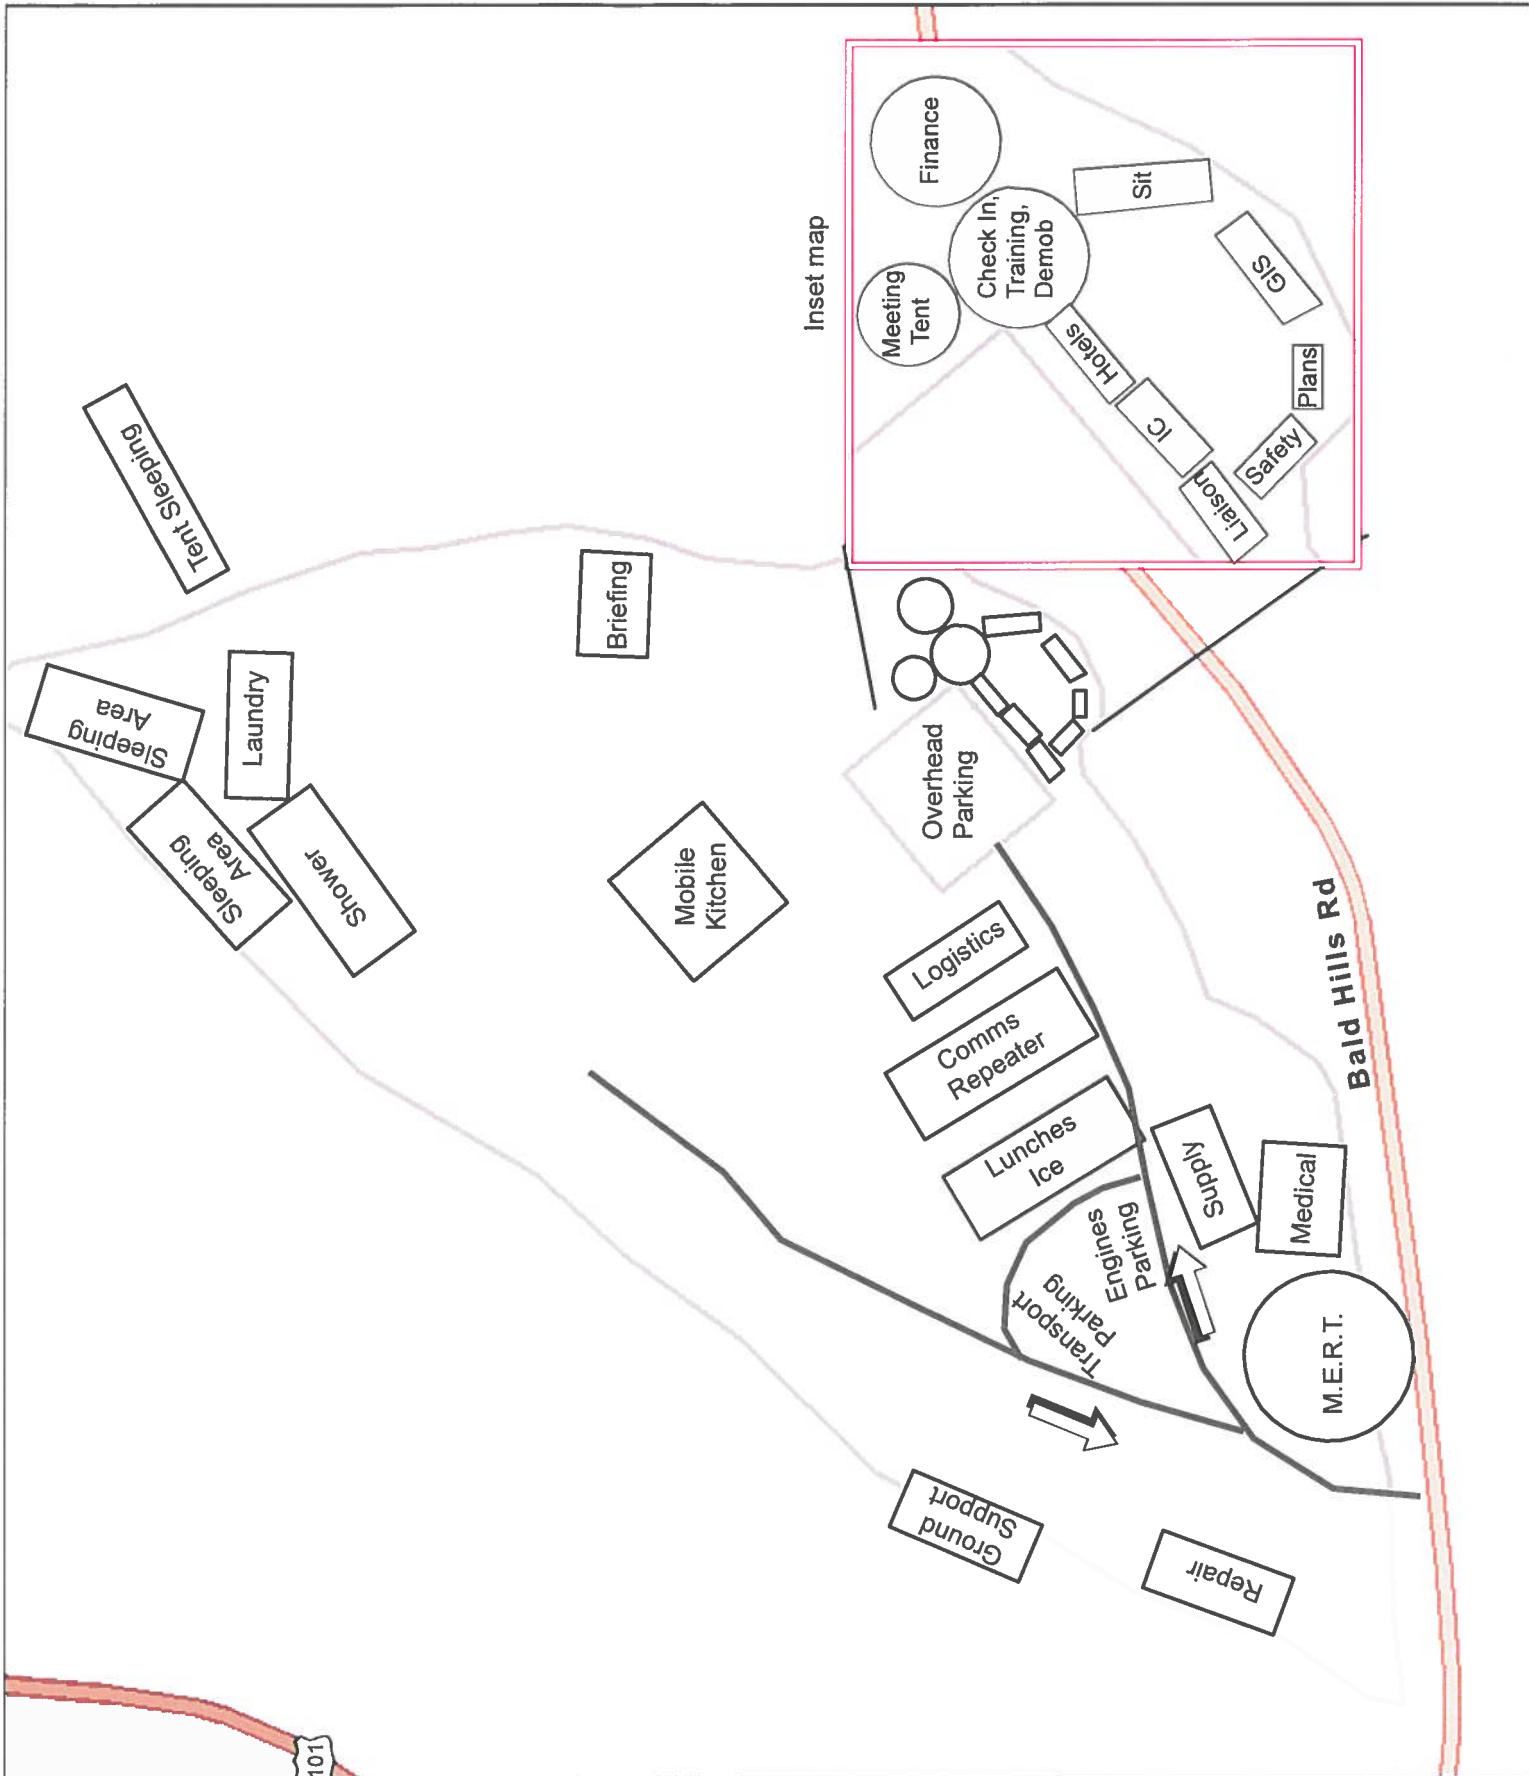 Tent Sleeping
Sleeping
Area
Sleeping
Area
Laundry
Shower
Briefing
Mobile
Kitchen
Inset map
Finance
Meeting
Tent
Check In,
Training,
Demob
Sit
GIS
Hotels
IC
Plans
Safety
Liaison
Overhead
Parking
Logistics
Comms
Repeater
Lunches
Ice
Engines
Parking
Transport
Parking
Supply
Medical
M.E.R.T.
Ground
Support
Repair
Bald Hills Rd
101